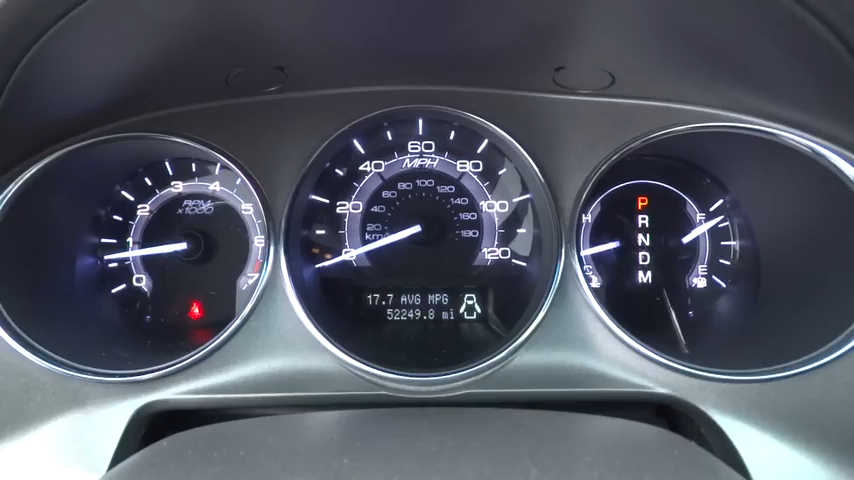 0 1 2 3 4 5 6 7
RPM
x1000
0 20 40 60 80 100 120
MPH
20 40 60 80 100 120 140 160 180
km/h
17.7 AVG MPG
52249.8 mi
H
C
P
R
N
D
M
F
E